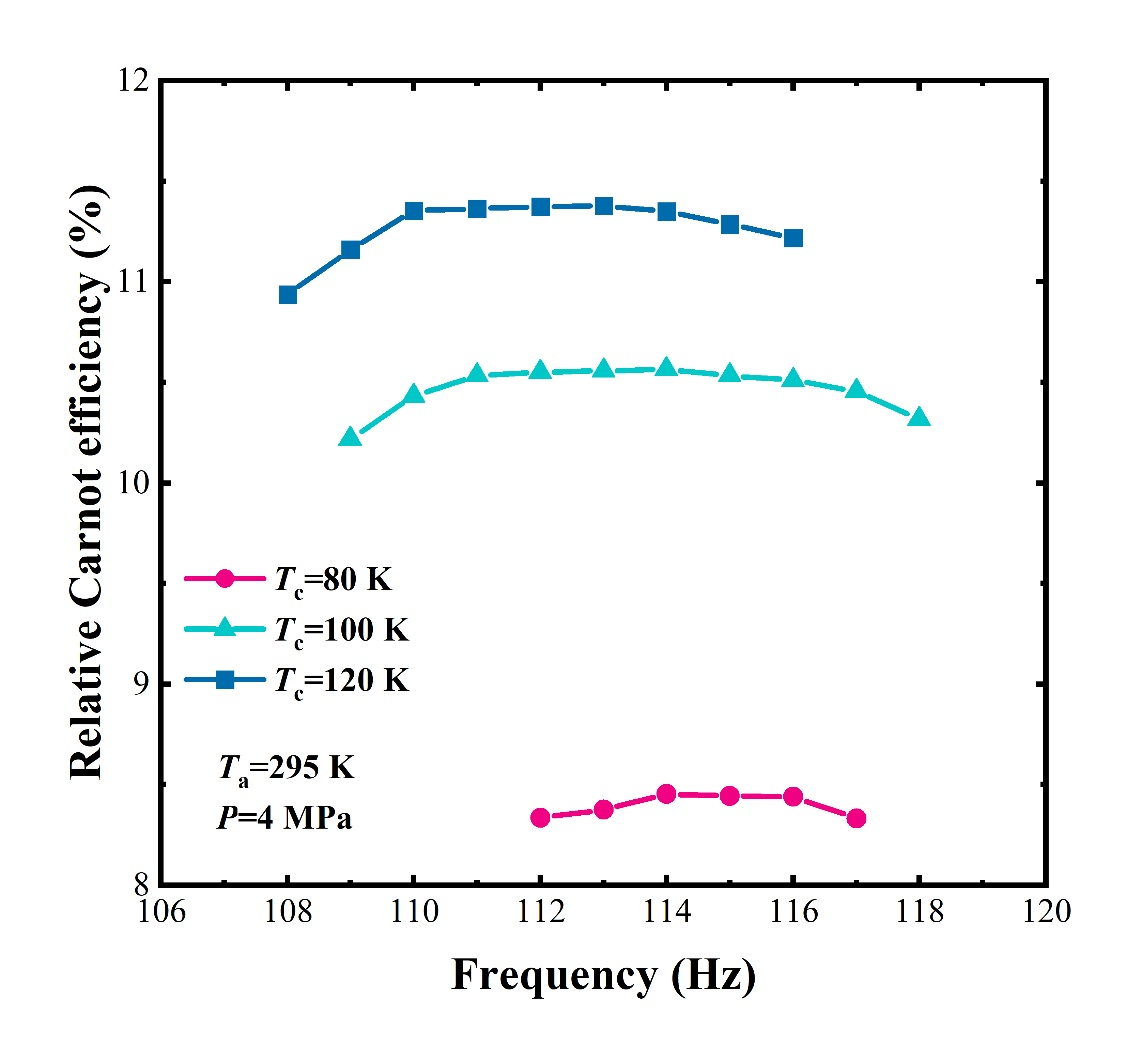 12
11
10
9
8
Relative Carnot efficiency (%)
Tc=80 K
Tc=100 K
Tc=120 K
Ta=295 K
P=4 MPa
106 108 110 112 114 116 118 120
Frequency (Hz)